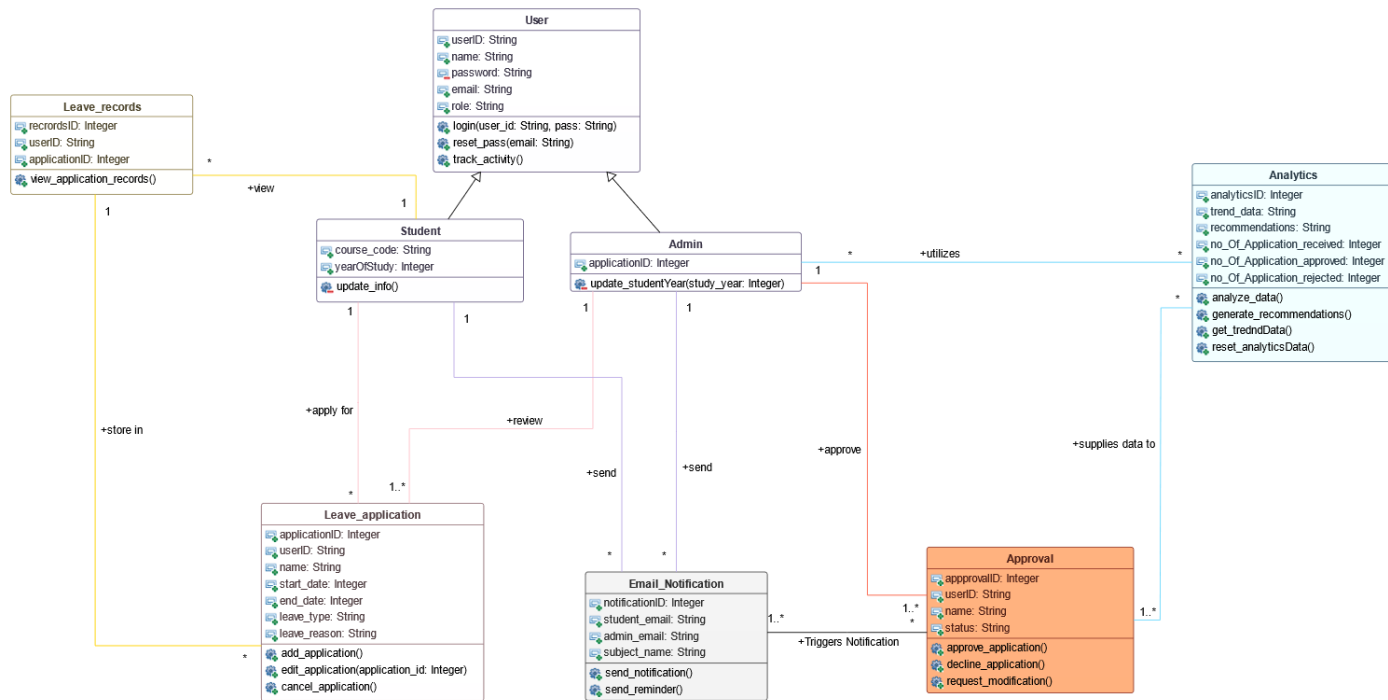 User
userID: String
name: String
password: String
email: String
role: String
login(user_id: String, pass: String)
reset_pass(email: String)
track_activity()
Leave_records
recrordsID: Integer
userID: String
applicationID: Integer
view_application_records()
*
+view
1
1
Student
course_code: String
yearOfStudy: Integer
update_info()
1
1
Admin
applicationID: Integer
update_studentYear(study_year: Integer)
1
1
1
*
+utilizes
*
Analytics
analyticsID: Integer
trend_data: String
recommendations: String
no_Of_Application_received: Integer
no_Of_Application_approved: Integer
no_Of_Application_rejected: Integer
analyze_data()
generate_recommendations()
get_tredndData()
reset_analyticsData()
*
+store in
+apply for
+review
+send
+send
+approve
+supplies data to
*
1..*
*
*
*
Leave_application
applicationID: Integer
userID: String
name: String
start_date: Integer
end_date: Integer
leave_type: String
leave_reason: String
add_application()
edit_application(application_id: Integer)
cancel_application()
Email_Notification
notificationID: Integer
student_email: String
admin_email: String
subject_name: String
send_notification()
send_reminder()
1..*
+Triggers Notification
1..*
*
Approval
appprovalID: Integer
userID: String
name: String
status: String
approve_application()
decline_application()
request_modification()
1..*